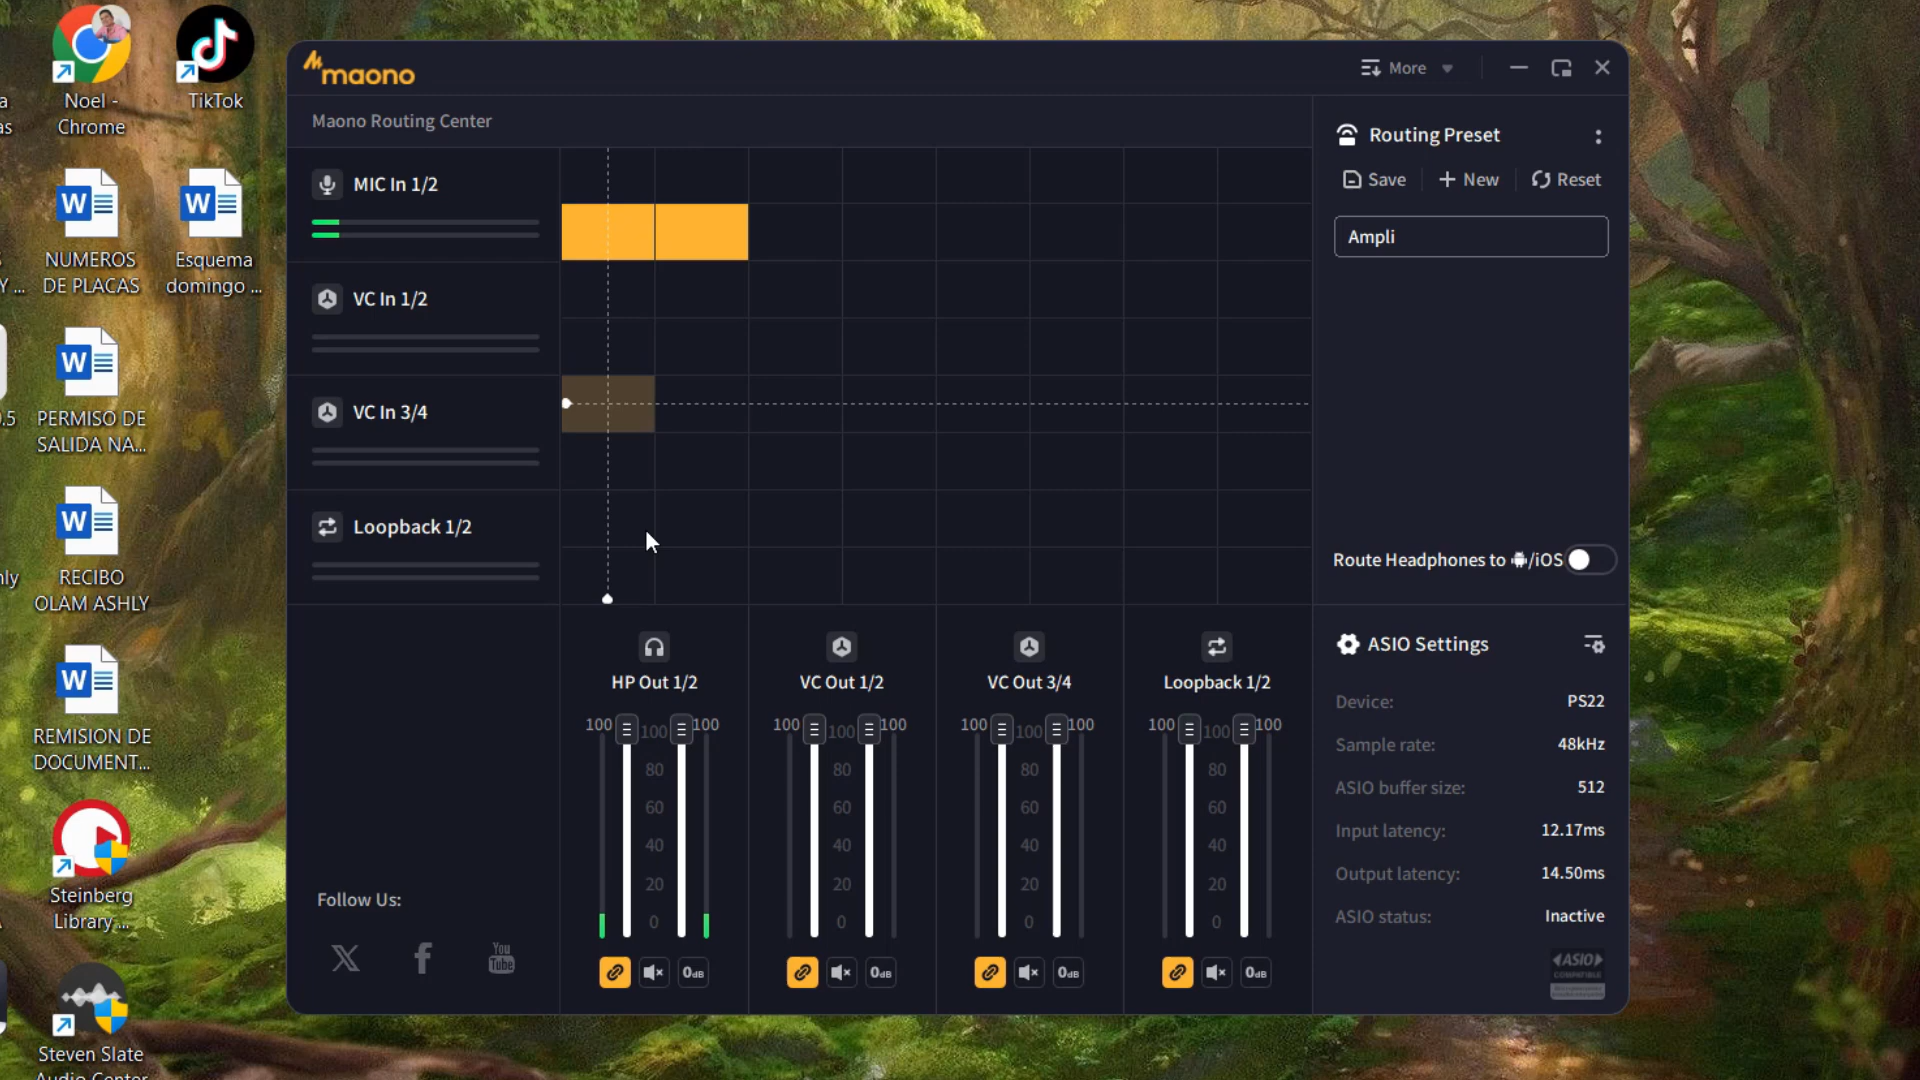 Noel -
Chrome
TikTok
NUMEROS
DE PLACAS
Esquema
domingo ...
PERMISO DE
SALIDA NA...
RECIBO
OLAM ASHLY
REMISION DE
DOCUMENT...
Steinberg
Library ...
Steven Slate
Audio Center
maono
More
Maono Routing Center
MIC In 1/2
VC In 1/2
VC In 3/4
Loopback 1/2
Follow Us:
You
Tube
HP Out 1/2
VC Out 1/2
VC Out 3/4
Loopback 1/2
100 100 100
80
60
40
20
0
0dB
100 100 100
80
60
40
20
0
0dB
100 100 100
80
60
40
20
0
0dB
100 100 100
80
60
40
20
0
0dB
Routing Preset
Save
New
Reset
Ampli
Route Headphones to /iOS
ASIO Settings
Device: PS22
Sample rate: 48kHz
ASIO buffer size: 512
Input latency: 12.17ms
Output latency: 14.50ms
ASIO status: Inactive
ASIO
COMPATIBLE